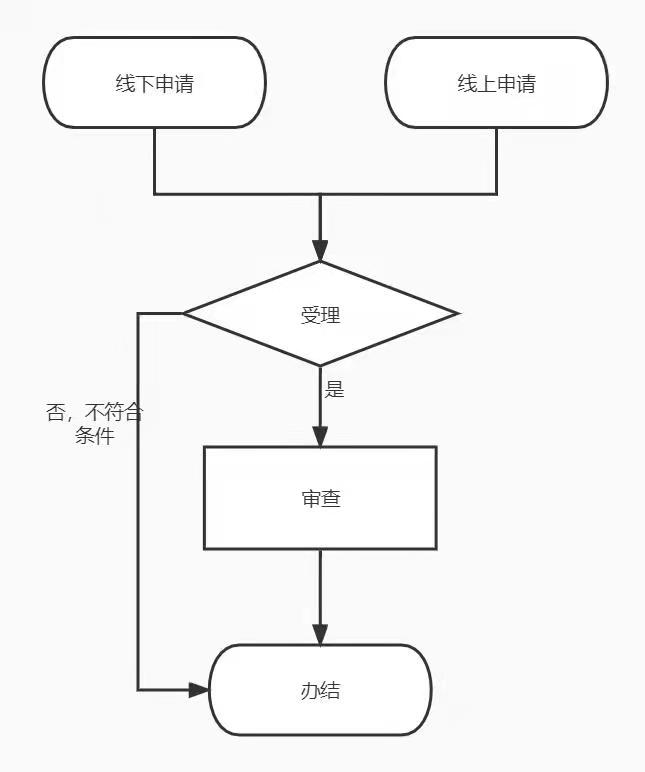 线下申请
线上申请
受理
是
否，不符合
条件
审查
办结